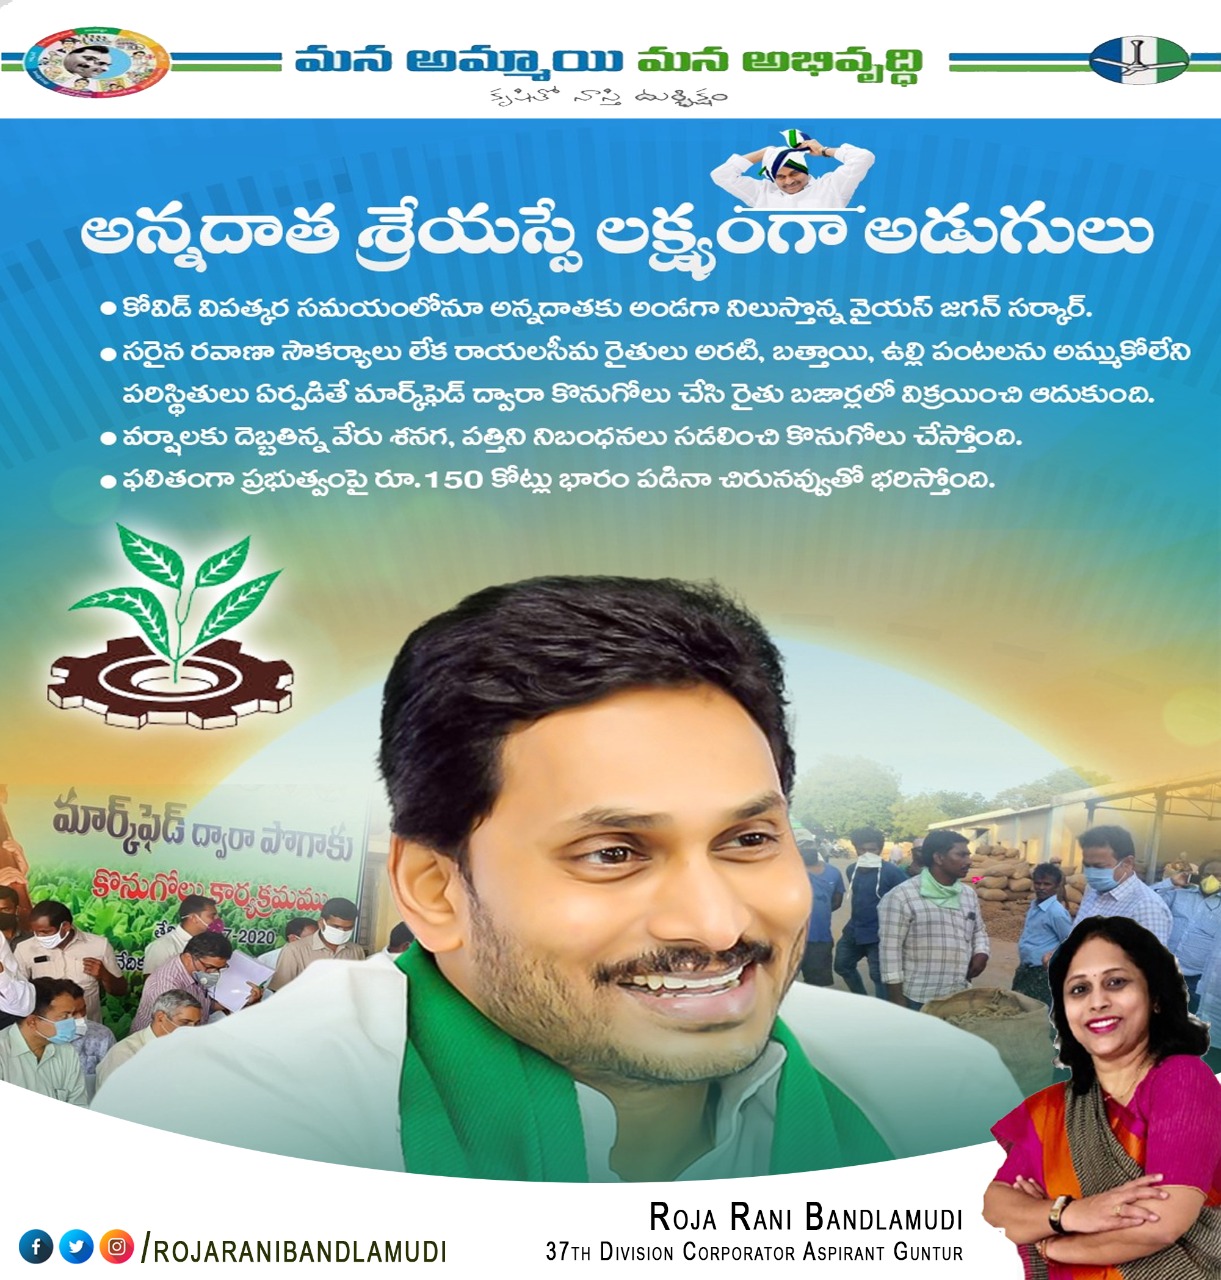 మన అమ్మాయి మన అభివృద్ధి
కృషితో నాస్తి దుర్భిక్షం
అన్నదాత శ్రేయస్సే లక్ష్యంగా అడుగులు
● కోవిడ్ విపత్కర సమయంలోనూ అన్నదాతకు అండగా నిలుస్తొన్న వైయస్ జగన్ సర్కార్.
● సరైన రవాణా సౌకర్యాలు లేక రాయలసీమ రైతులు అరటి, బత్తాయి, ఉల్లి పంటలను అమ్ముకోలేని
పరిస్థితులు ఏర్పడితే మార్క్‌ఫెడ్ ద్వారా కొనుగోలు చేసి రైతు బజార్లలో విక్రయించి ఆదుకుంది.
● వర్షాలకు దెబ్బతిన్న వేరు శనగ, పత్తిని నిబంధనలు సడలించి కొనుగోలు చేస్తోంది.
● ఫలితంగా ప్రభుత్వంపై రూ.150 కోట్లు భారం పడినా చిరునవ్వుతో భరిస్తోంది.
మార్క్‌ఫెడ్ ద్వారా పొగాకు
కొనుగోలు కార్యక్రమము
7-2020
ROJA RANI BANDLAMUDI
37TH DIVISION CORPORATOR ASPIRANT GUNTUR
/ROJARANIBANDLAMUDI